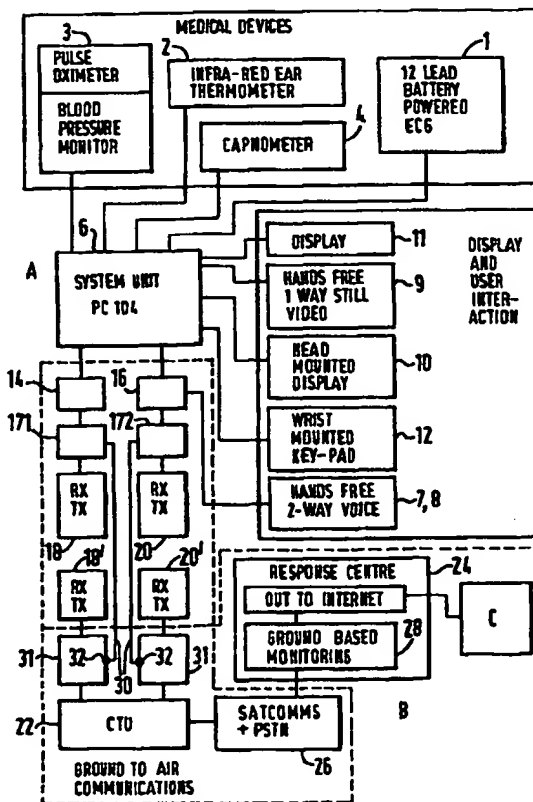 MEDICAL DEVICES
3
PULSE
OXIMETER
BLOOD
PRESSURE
MONITOR
2
INFRA-RED EAR
THERMOMETER
4
CAPNOMETER
1
12 LEAD
BATTERY
POWERED
ECG
6
A
SYSTEM UNIT
PC 104
DISPLAY
11
HANDS FREE
1 WAY STILL
VIDEO
9
HEAD
MOUNTED
DISPLAY
10
WRIST
MOUNTED
KEY-PAD
12
HANDS FREE
2-WAY VOICE
7, 8
DISPLAY
AND
USER
INTER-
ACTION
14
16
171
172
RX
TX
18
RX
TX
20
18'
RX
TX
20'
RX
TX
31
32
30
32
31
22
CTU
GROUND TO AIR
COMMUNICATIONS
SATCOMMS
+ PSTN
26
B
RESPONSE CENTRE
24
OUT TO INTERNET
28
GROUND BASED
MONITORING
C